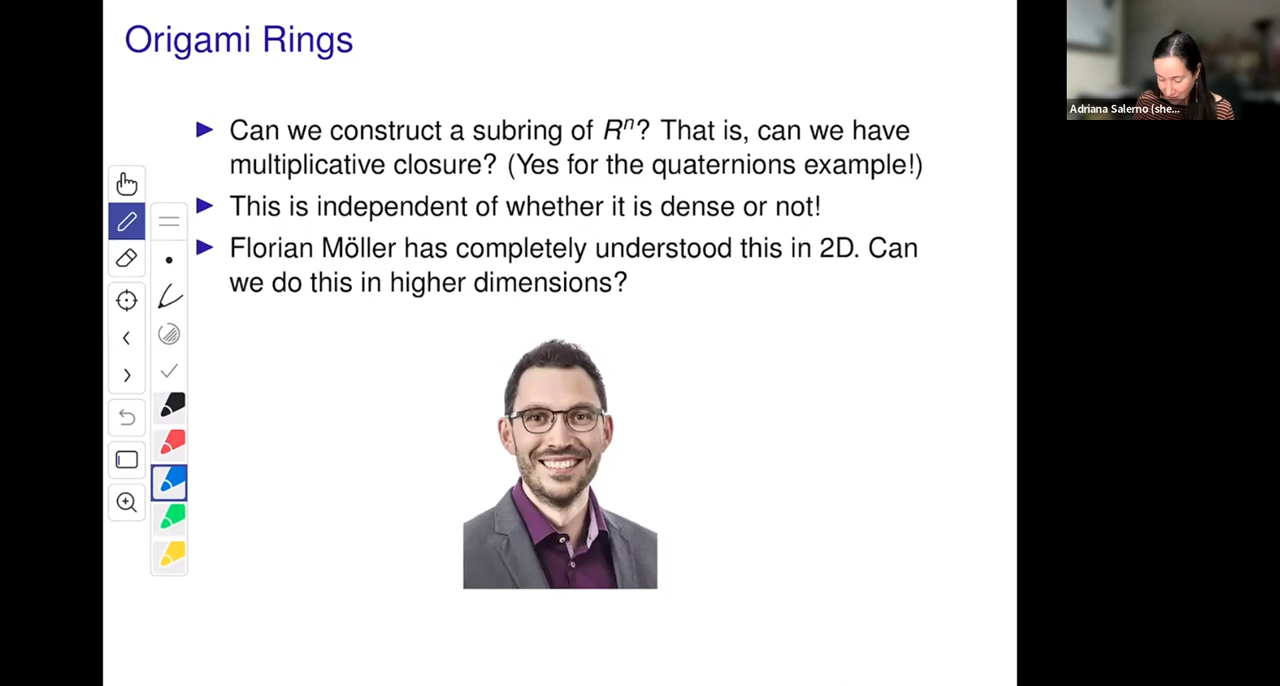 Origami Rings
Can we construct a subring of Rⁿ? That is, can we have
multiplicative closure? (Yes for the quaternions example!)
This is independent of whether it is dense or not!
Florian Möller has completely understood this in 2D. Can
we do this in higher dimensions?
Adriana Salerno (she...